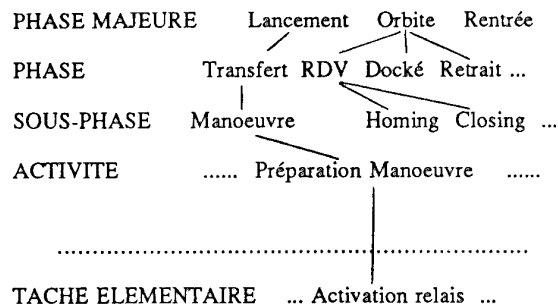 PHASE MAJEURE Lancement Orbite Rentrée
PHASE Transfert RDV Docké Retrait ...
SOUS-PHASE Manoeuvre Homing Closing ...
ACTIVITE ...... Préparation Manoeuvre ......
TACHE ELEMENTAIRE ... Activation relais ...